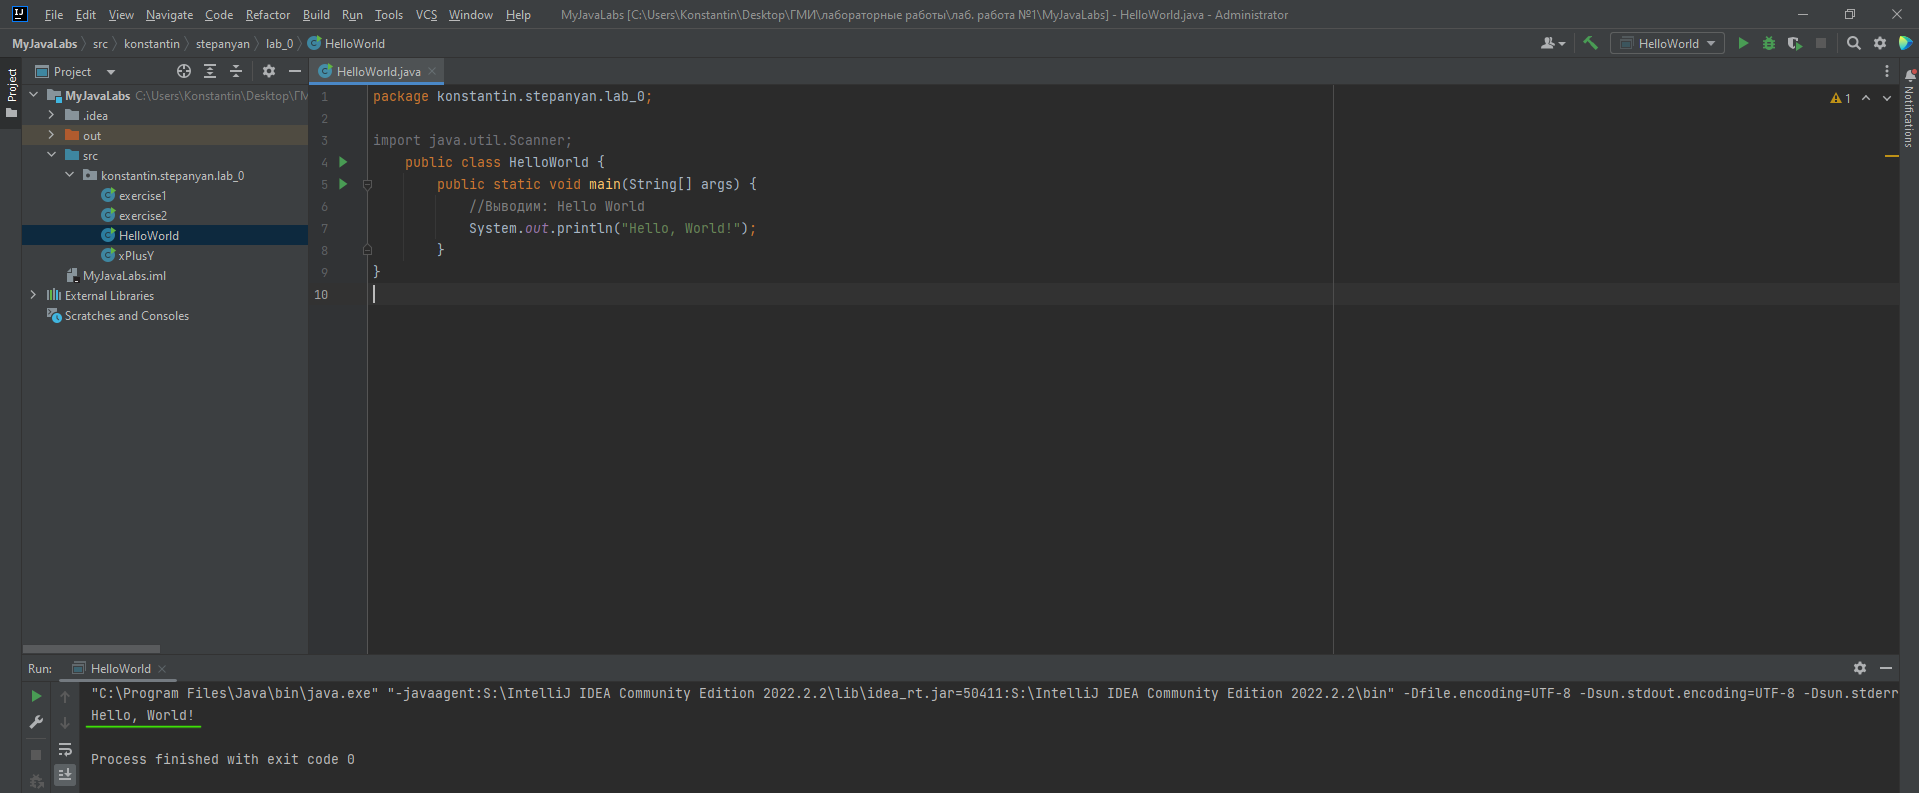 File Edit View Navigate Code Refactor Build Run Tools VCS Window Help MyJavaLabs [C:\Users\Konstantin\Desktop\ГМИ\лабораторные работы\лаб. работа №1\MyJavaLabs] - HelloWorld.java - Administrator
MyJavaLabs src konstantin stepanyan lab_0 HelloWorld HelloWorld
Project
Project
HelloWorld.java
Notifications
MyJavaLabs C:\Users\Konstantin\Desktop\ГМ
.idea
out
src
konstantin.stepanyan.lab_0
exercise1
exercise2
HelloWorld
xPlusY
MyJavaLabs.iml
External Libraries
Scratches and Consoles
1 package konstantin.stepanyan.lab_0;
2
3 import java.util.Scanner;
4 public class HelloWorld {
5 public static void main(String[] args) {
6 //Выводим: Hello World
7 System.out.println("Hello, World!");
8 }
9 }
10
1
Run: HelloWorld
"C:\Program Files\Java\bin\java.exe" "-javaagent:S:\IntelliJ IDEA Community Edition 2022.2.2\lib\idea_rt.jar=50411:S:\IntelliJ IDEA Community Edition 2022.2.2\bin" -Dfile.encoding=UTF-8 -Dsun.stdout.encoding=UTF-8 -Dsun.stderr
Hello, World!
Process finished with exit code 0